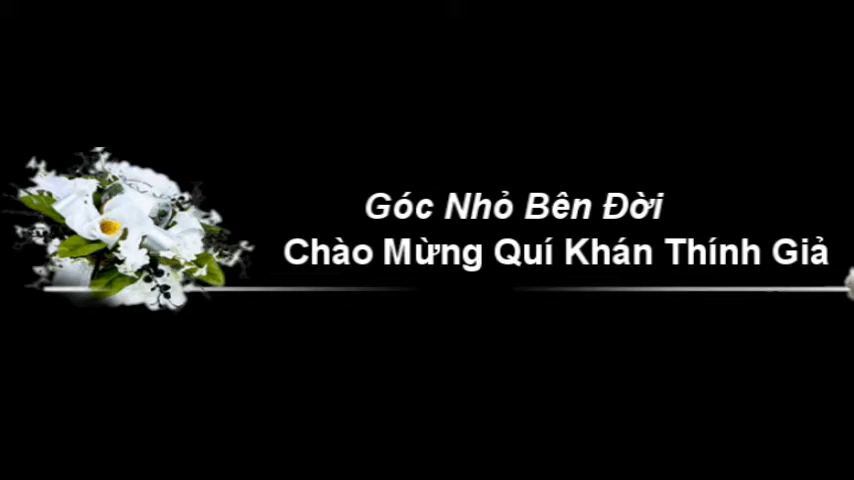 Góc Nhỏ Bên Đời
Chào Mừng Quí Khán Thính Giả